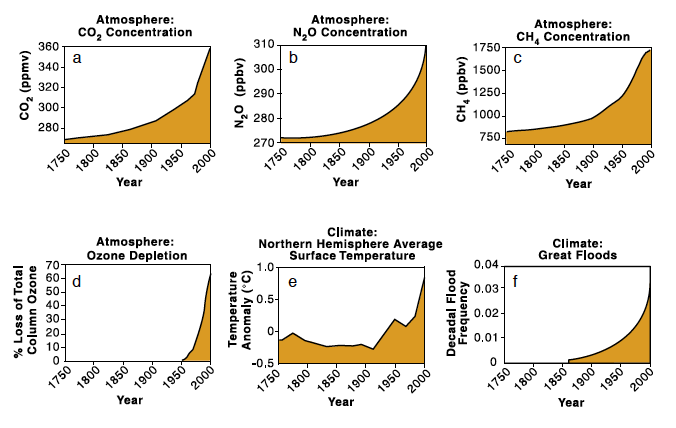 Atmosphere:
CO2 Concentration
a
CO2 (ppmv)
360
340
320
300
280
1750 1800 1850 1900 1950 2000
Year
Atmosphere:
N2O Concentration
b
N2O (ppbv)
310
300
290
280
270
1750 1800 1850 1900 1950 2000
Year
Atmosphere:
CH4 Concentration
c
CH4 (ppbv)
1750
1500
1250
1000
750
1750 1800 1850 1900 1950 2000
Year
Atmosphere:
Ozone Depletion
d
% Loss of Total
Column Ozone
70
60
50
40
30
20
10
0
1750 1800 1850 1900 1950 2000
Year
Climate:
Northern Hemisphere Average
Surface Temperature
e
Temperature
Anomaly (°C)
1.0
0.5
0
-0.5
1750 1800 1850 1900 1950 2000
Year
Climate:
Great Floods
f
Decadal Flood
Frequency
0.04
0.03
0.02
0.01
0
1750 1800 1850 1900 1950 2000
Year